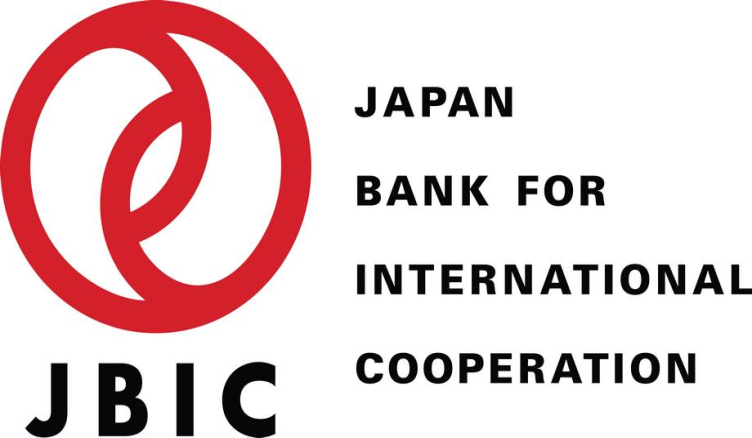 JBIC
JAPAN
BANK FOR
INTERNATIONAL
COOPERATION